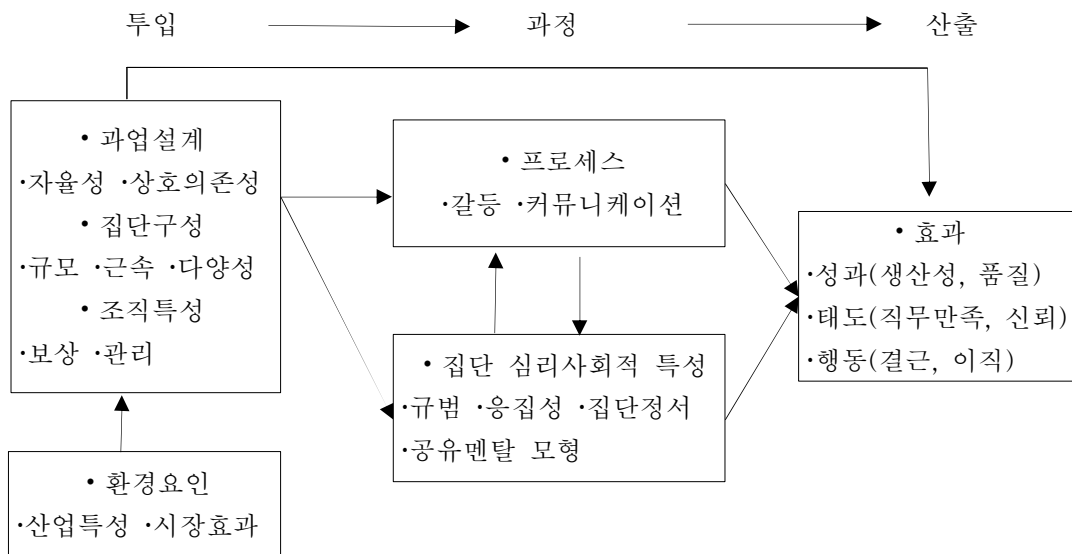 투입 과정 산출
• 과업설계
·자율성 ·상호의존성
• 집단구성
·규모 ·근속 ·다양성
• 조직특성
·보상 ·관리
• 환경요인
·산업특성 ·시장효과
• 프로세스
·갈등 ·커뮤니케이션
• 집단 심리사회적 특성
·규범 ·응집성 ·집단정서
·공유멘탈 모형
• 효과
·성과(생산성, 품질)
·태도(직무만족, 신뢰)
·행동(결근, 이직)